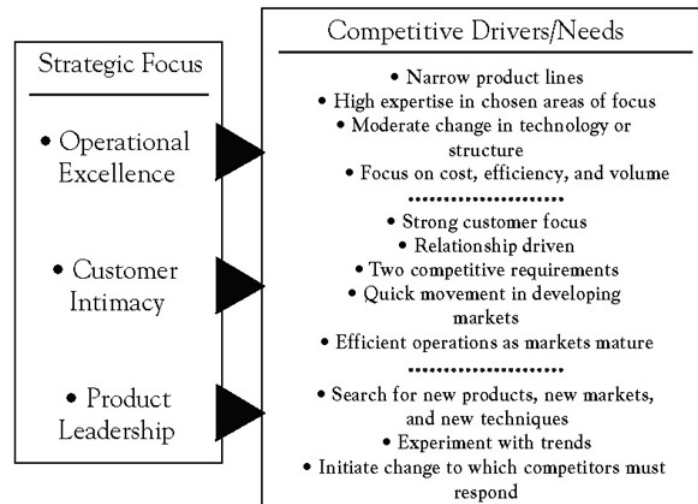 Strategic Focus
• Operational
Excellence
• Customer
Intimacy
• Product
Leadership
Competitive Drivers/Needs
• Narrow product lines
• High expertise in chosen areas of focus
• Moderate change in technology or
structure
• Focus on cost, efficiency, and volume
• Strong customer focus
• Relationship driven
• Two competitive requirements
• Quick movement in developing
markets
• Efficient operations as markets mature
• Search for new products, new markets,
and new techniques
• Experiment with trends
• Initiate change to which competitors must
respond